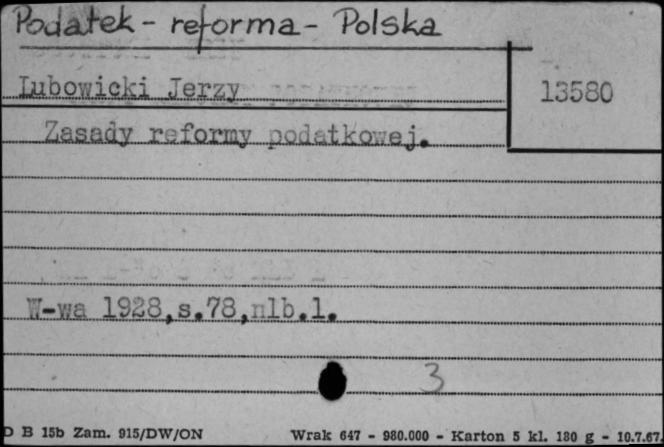 Podatek - reforma - Polska
Lubowicki Jerzy
13580
Zasady reformy podatkowej.
W-wa 1928,s.78,nlb.1.
3
D B 15b Zam. 915/DW/ON Wrak 647 - 980.000 - Karton 5 kl. 180 g - 10.7.67